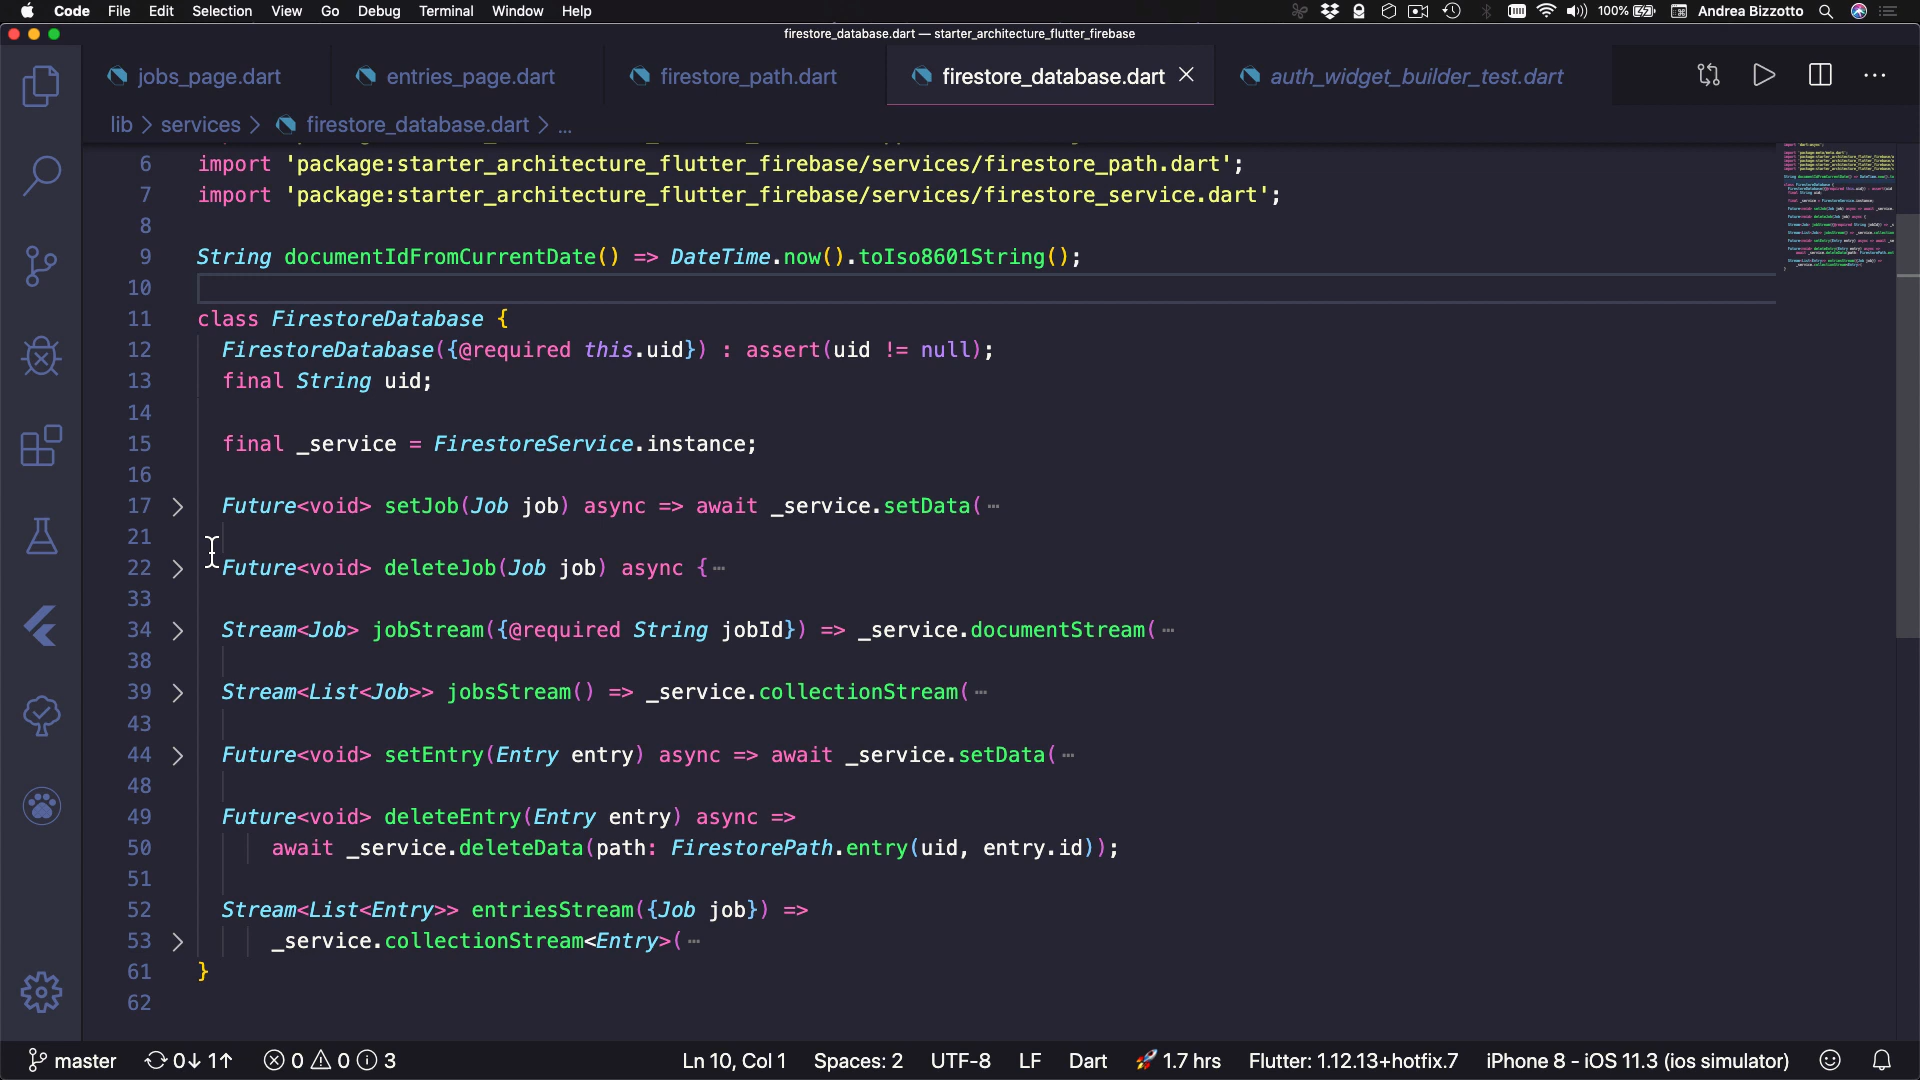 Code File Edit Selection View Go Debug Terminal Window Help 100% Andrea Bizzotto
firestore_database.dart — starter_architecture_flutter_firebase
jobs_page.dart entries_page.dart firestore_path.dart firestore_database.dart auth_widget_builder_test.dart
lib > services > firestore_database.dart > ...
6 import 'package:starter_architecture_flutter_firebase/services/firestore_path.dart';
7 import 'package:starter_architecture_flutter_firebase/services/firestore_service.dart';
8
9 String documentIdFromCurrentDate() => DateTime.now().toIso8601String();
10
11 class FirestoreDatabase {
12 FirestoreDatabase({@required this.uid}) : assert(uid != null);
13 final String uid;
14
15 final _service = FirestoreService.instance;
16
17 Future<void> setJob(Job job) async => await _service.setData(
21
22 Future<void> deleteJob(Job job) async {
33
34 Stream<Job> jobStream({@required String jobId}) => _service.documentStream(
38
39 Stream<List<Job>> jobsStream() => _service.collectionStream(
43
44 Future<void> setEntry(Entry entry) async => await _service.setData(
48
49 Future<void> deleteEntry(Entry entry) async =>
50 await _service.deleteData(path: FirestorePath.entry(uid, entry.id));
51
52 Stream<List<Entry>> entriesStream({Job job}) =>
53 _service.collectionStream<Entry>(
61 }
62
master 0↓ 1↑ 0 0 3 Ln 10, Col 1 Spaces: 2 UTF-8 LF Dart 🚀 1.7 hrs Flutter: 1.12.13+hotfix.7 iPhone 8 - iOS 11.3 (ios simulator)